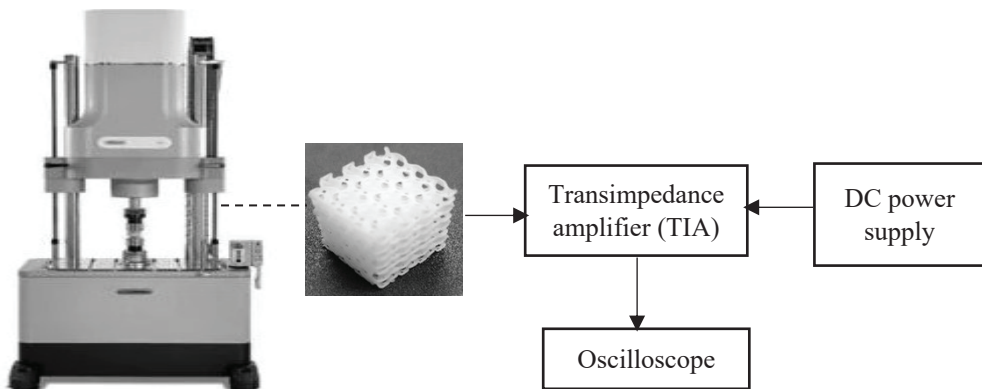 Transimpedance
amplifier (TIA)
DC power
supply
Oscilloscope